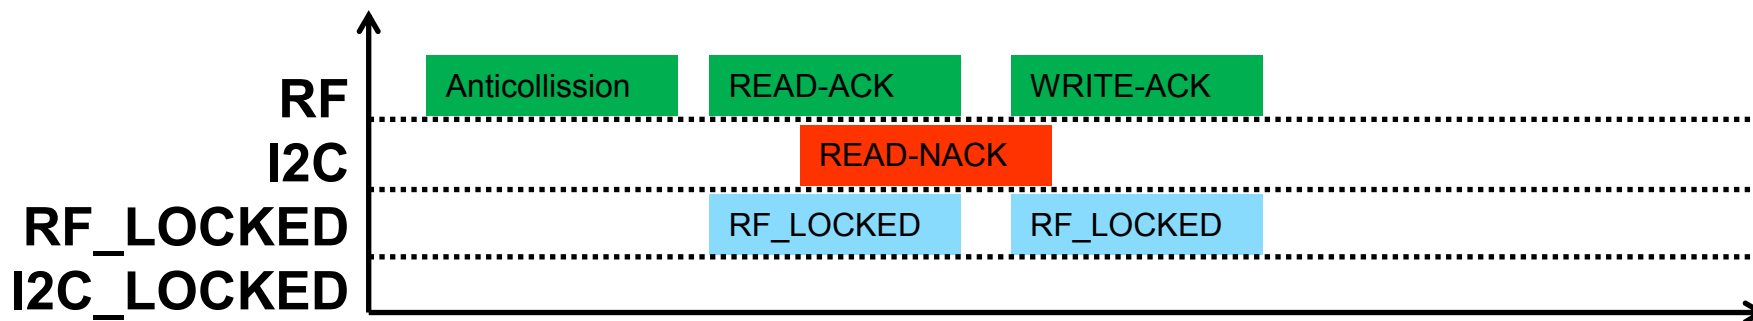 RF
Anticollission
READ-ACK
WRITE-ACK
I2C
READ-NACK
RF_LOCKED
RF_LOCKED
RF_LOCKED
I2C_LOCKED